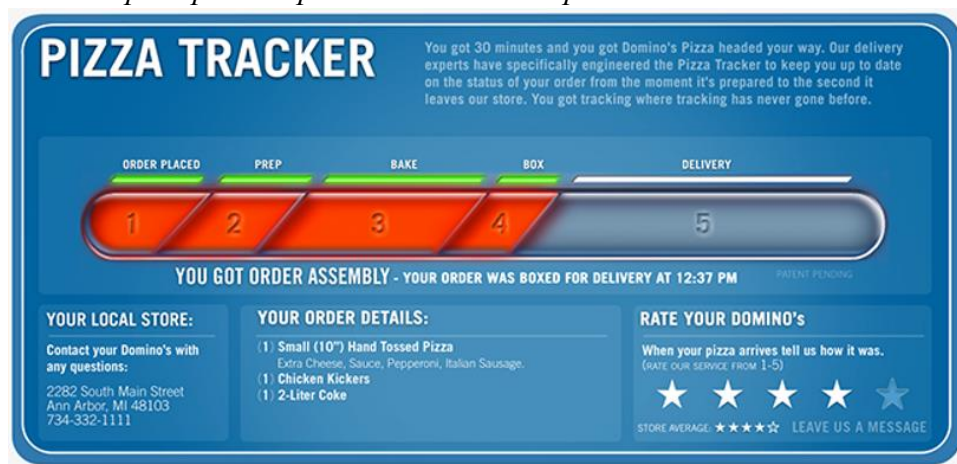 PIZZA TRACKER
You got 30 minutes and you got Domino's Pizza headed your way. Our delivery
experts have specifically engineered the Pizza Tracker to keep you up to date
on the status of your order from the moment it's prepared to the second it
leaves our store. You got tracking where tracking has never gone before.
ORDER PLACED PREP BAKE BOX DELIVERY
1 2 3 4 5
YOU GOT ORDER ASSEMBLY - YOUR ORDER WAS BOXED FOR DELIVERY AT 12:37 PM
PATENT PENDING
YOUR LOCAL STORE:
Contact your Domino's with
any questions:
2282 South Main Street
Ann Arbor, MI 48103
734-332-1111
YOUR ORDER DETAILS:
(1) Small (10") Hand Tossed Pizza
Extra Cheese, Sauce, Pepperoni, Italian Sausage.
(1) Chicken Kickers
(1) 2-Liter Coke
RATE YOUR DOMINO's
When your pizza arrives tell us how it was.
(RATE OUR SERVICE FROM 1-5)
STORE AVERAGE: LEAVE US A MESSAGE